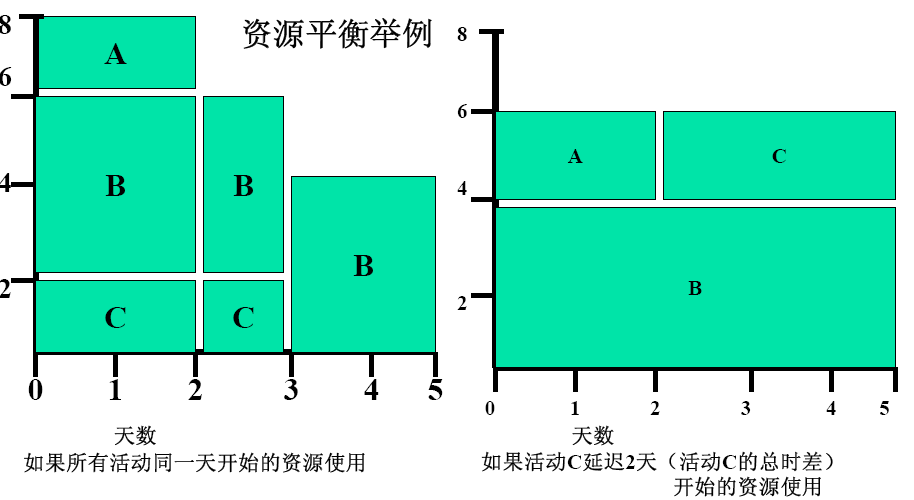 资源平衡举例
8
6
4
2
A
B
B
B
C
C
0 1 2 3 4 5
天数
如果所有活动同一天开始的资源使用
8
6
4
2
A
C
B
0 1 2 3 4 5
天数
如果活动C延迟2天（活动C的总时差）
开始的资源使用